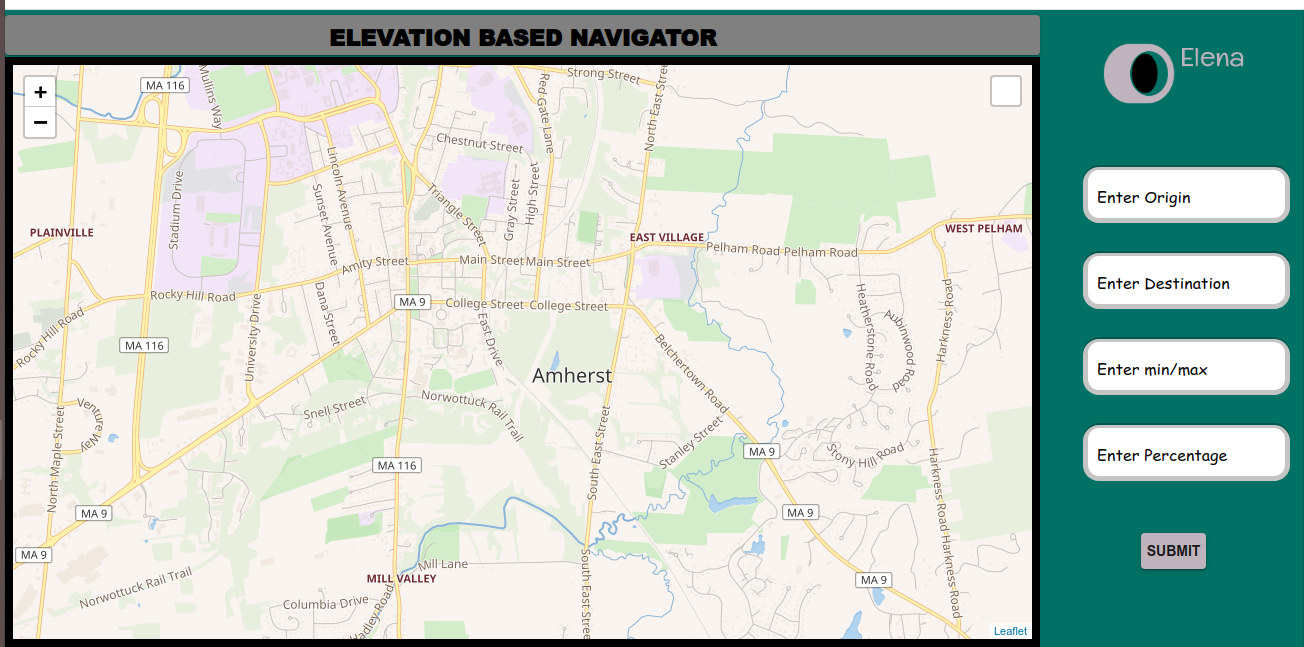 ELEVATION BASED NAVIGATOR
Elena
+
−
MA 116
Mullins Way
Strong Street
Red Gate Lane
North East Stree
Chestnut Street
Lincoln Avenue
Sunset Avenue
Stadium Drive
Triangle Street
Gray Street
High Street
PLAINVILLE
EAST VILLAGE
WEST PELHAM
Pelham Road
Pelham Road
Amity Street
Main Street
Main Street
Rocky Hill Road
MA 9
College Street
College Street
Dana Street
University Drive
East Drive
Rocky Hill Road
MA 116
Heatherstone Road
Aubinwood Road
Harkness Road
Belchertown Road
Amherst
Snell Street
Norwottuck Rail Trail
Venture Way
North Maple Street
South East Street
Stanley Street
MA 9
Stony Hill Road
MA 116
Harkness Road
Harkness Road
MA 9
MA 9
MA 9
Mill Lane
MILL VALLEY
South East Stree
MA 9
Norwottuck Rail Trail
Columbia Drive
Hadley Road
Leaflet
Enter Origin
Enter Destination
Enter min/max
Enter Percentage
SUBMIT